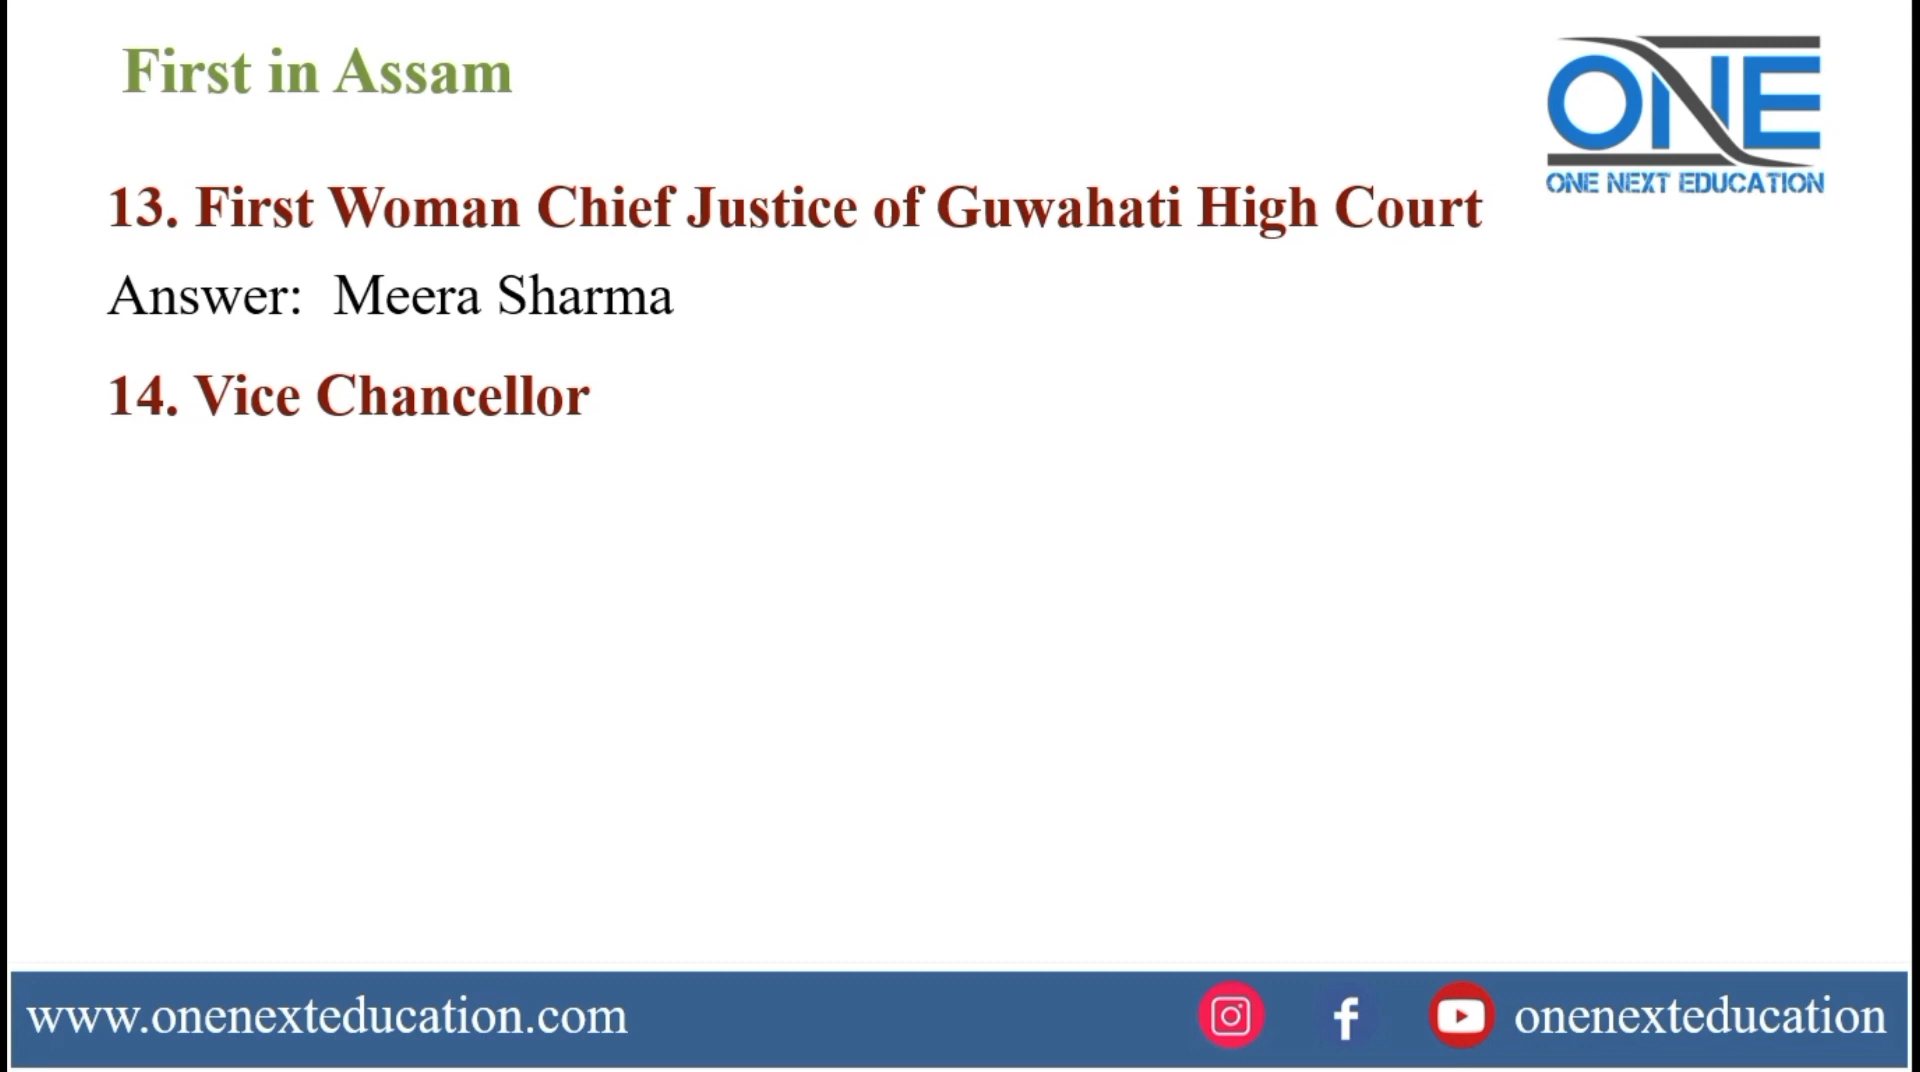 First in Assam
ONE
ONE NEXT EDUCATION
13. First Woman Chief Justice of Guwahati High Court
Answer: Meera Sharma
14. Vice Chancellor
www.onenexteducation.com
onenexteducation